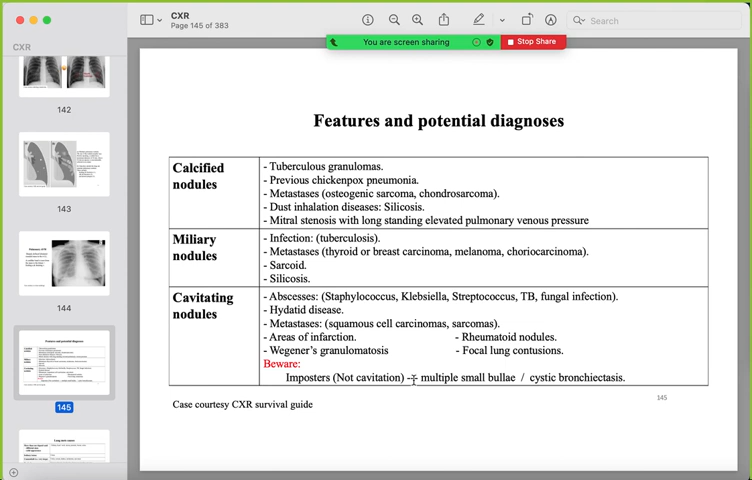 CXR
Page 145 of 383
Search
You are screen sharing
Stop Share
CXR
142
143
144
145
Features and potential diagnoses
Calcified nodules
- Tuberculous granulomas.
- Previous chickenpox pneumonia.
- Metastases (osteogenic sarcoma, chondrosarcoma).
- Dust inhalation diseases: Silicosis.
- Mitral stenosis with long standing elevated pulmonary venous pressure
Miliary nodules
- Infection: (tuberculosis).
- Metastases (thyroid or breast carcinoma, melanoma, choriocarcinoma).
- Sarcoid.
- Silicosis.
Cavitating nodules
- Abscesses: (Staphylococcus, Klebsiella, Streptococcus, TB, fungal infection).
- Hydatid disease.
- Metastases: (squamous cell carcinomas, sarcomas).
- Areas of infarction. - Rheumatoid nodules.
- Wegener's granulomatosis - Focal lung contusions.
Beware:
Imposters (Not cavitation) -- multiple small bullae / cystic bronchiectasis.
145
Case courtesy CXR survival guide